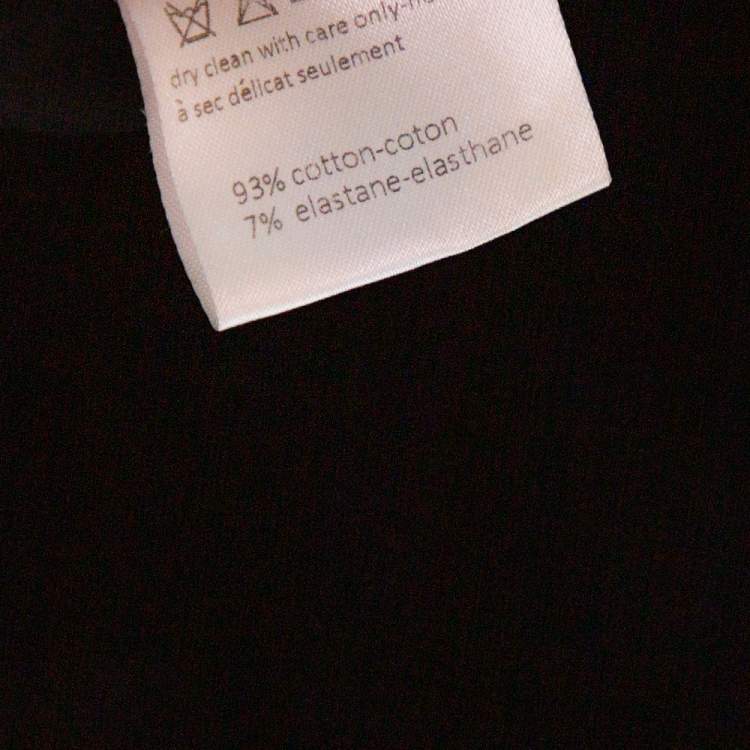 dry clean with care only-
à sec délicat seulement
93% cotton-coton
7% elastane-elasthane